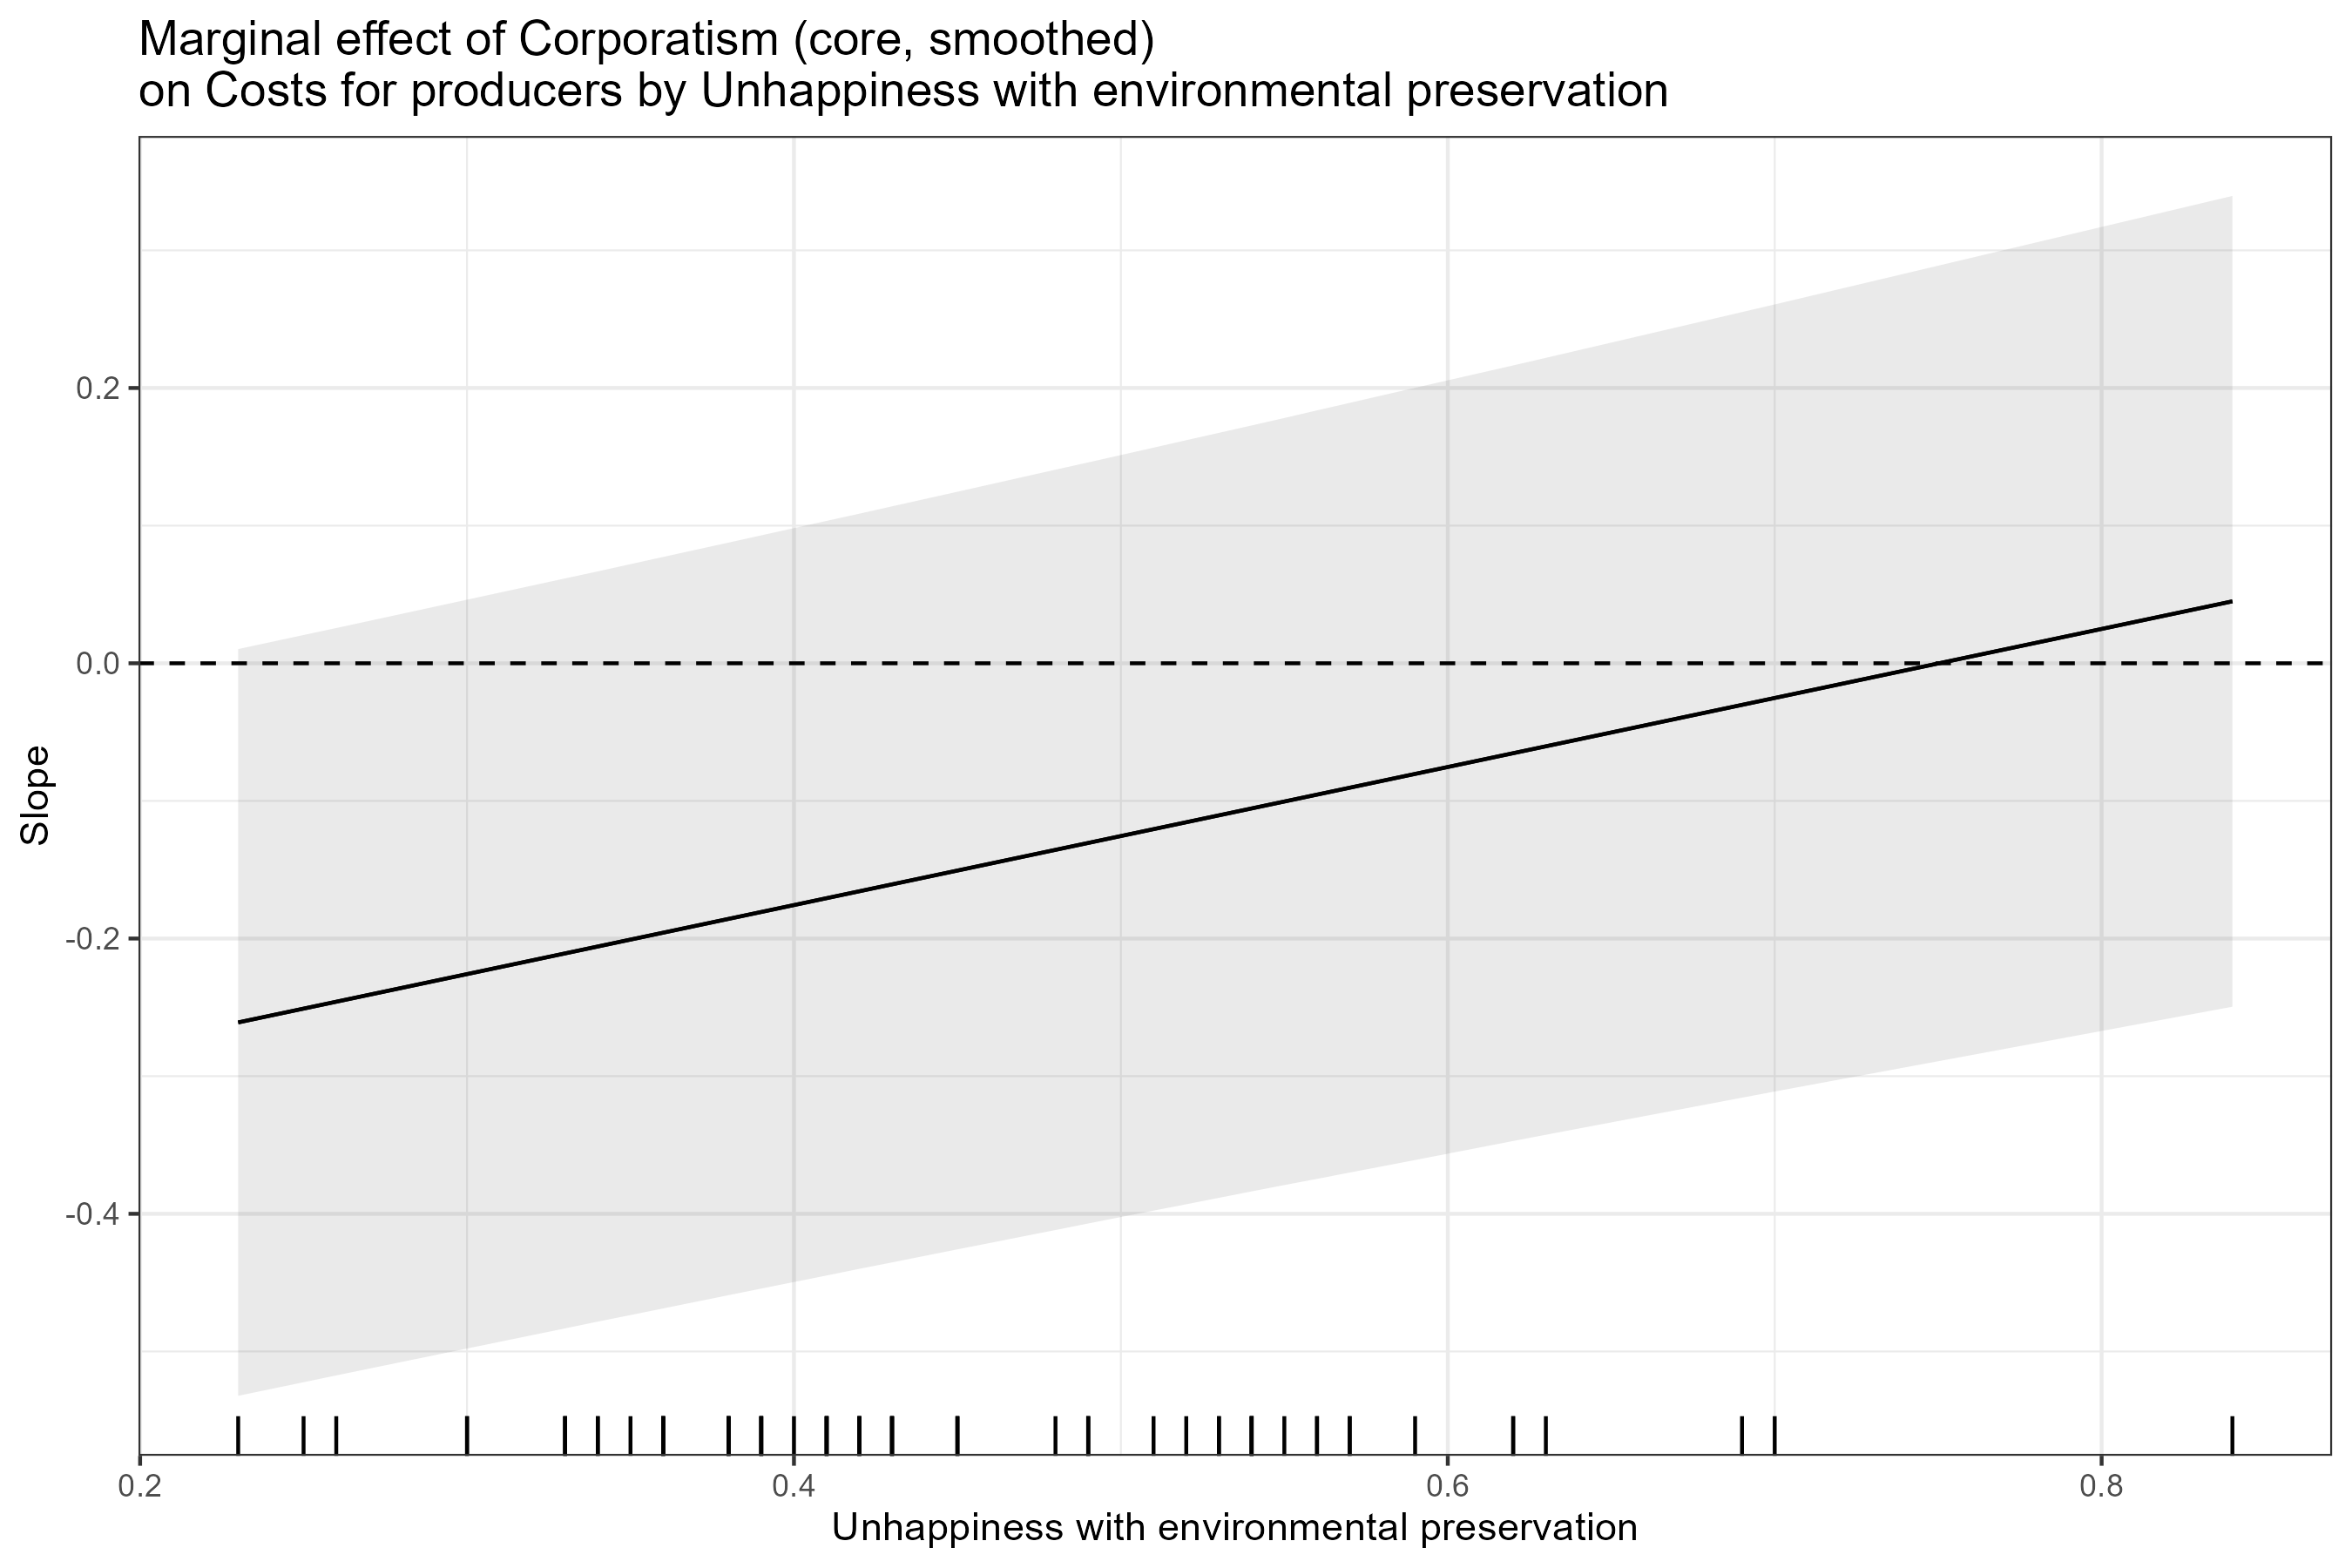 Marginal effect of Corporatism (core, smoothed)
on Costs for producers by Unhappiness with environmental preservation
0.2
0.0
-0.2
-0.4
Slope
0.2
0.4
0.6
0.8
Unhappiness with environmental preservation